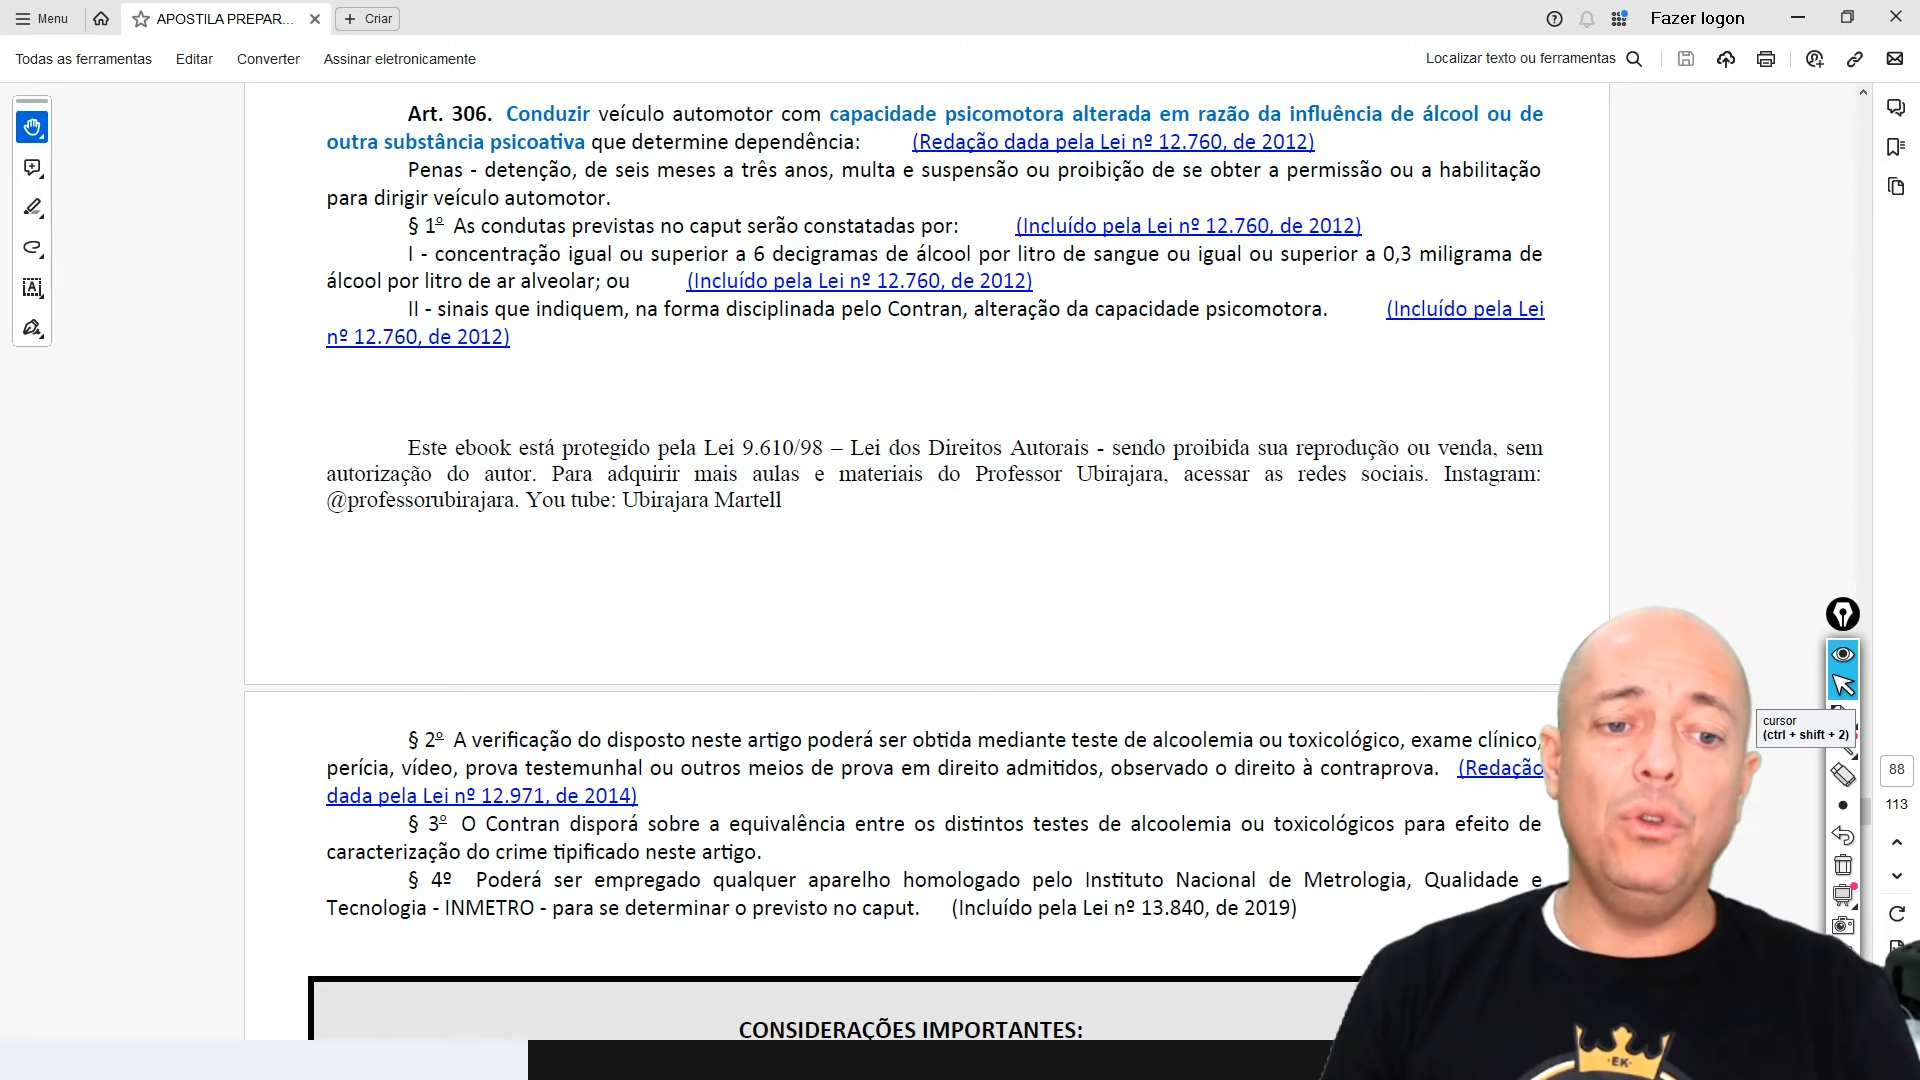 Menu
APOSTILA PREPAR...
Criar
Fazer logon
Todas as ferramentas
Editar
Converter
Assinar eletronicamente
Localizar texto ou ferramentas
Art. 306. Conduzir veículo automotor com capacidade psicomotora alterada em razão da influência de álcool ou de
outra substância psicoativa que determine dependência: (Redação dada pela Lei nº 12.760, de 2012)
Penas - detenção, de seis meses a três anos, multa e suspensão ou proibição de se obter a permissão ou a habilitação
para dirigir veículo automotor.
§ 1º As condutas previstas no caput serão constatadas por: (Incluído pela Lei nº 12.760, de 2012)
I - concentração igual ou superior a 6 decigramas de álcool por litro de sangue ou igual ou superior a 0,3 miligrama de
álcool por litro de ar alveolar; ou (Incluído pela Lei nº 12.760, de 2012)
II - sinais que indiquem, na forma disciplinada pelo Contran, alteração da capacidade psicomotora. (Incluído pela Lei
nº 12.760, de 2012)
Este ebook está protegido pela Lei 9.610/98 – Lei dos Direitos Autorais - sendo proibida sua reprodução ou venda, sem
autorização do autor. Para adquirir mais aulas e materiais do Professor Ubirajara, acessar as redes sociais. Instagram:
@professorubirajara. You tube: Ubirajara Martell
§ 2º A verificação do disposto neste artigo poderá ser obtida mediante teste de alcoolemia ou toxicológico, exame clínico,
perícia, vídeo, prova testemunhal ou outros meios de prova em direito admitidos, observado o direito à contraprova. (Redação
dada pela Lei nº 12.971, de 2014)
§ 3º O Contran disporá sobre a equivalência entre os distintos testes de alcoolemia ou toxicológicos para efeito de
caracterização do crime tipificado neste artigo.
§ 4º Poderá ser empregado qualquer aparelho homologado pelo Instituto Nacional de Metrologia, Qualidade e
Tecnologia - INMETRO - para se determinar o previsto no caput. (Incluído pela Lei nº 13.840, de 2019)
CONSIDERAÇÕES IMPORTANTES:
cursor
(ctrl + shift + 2)
88
113
EK